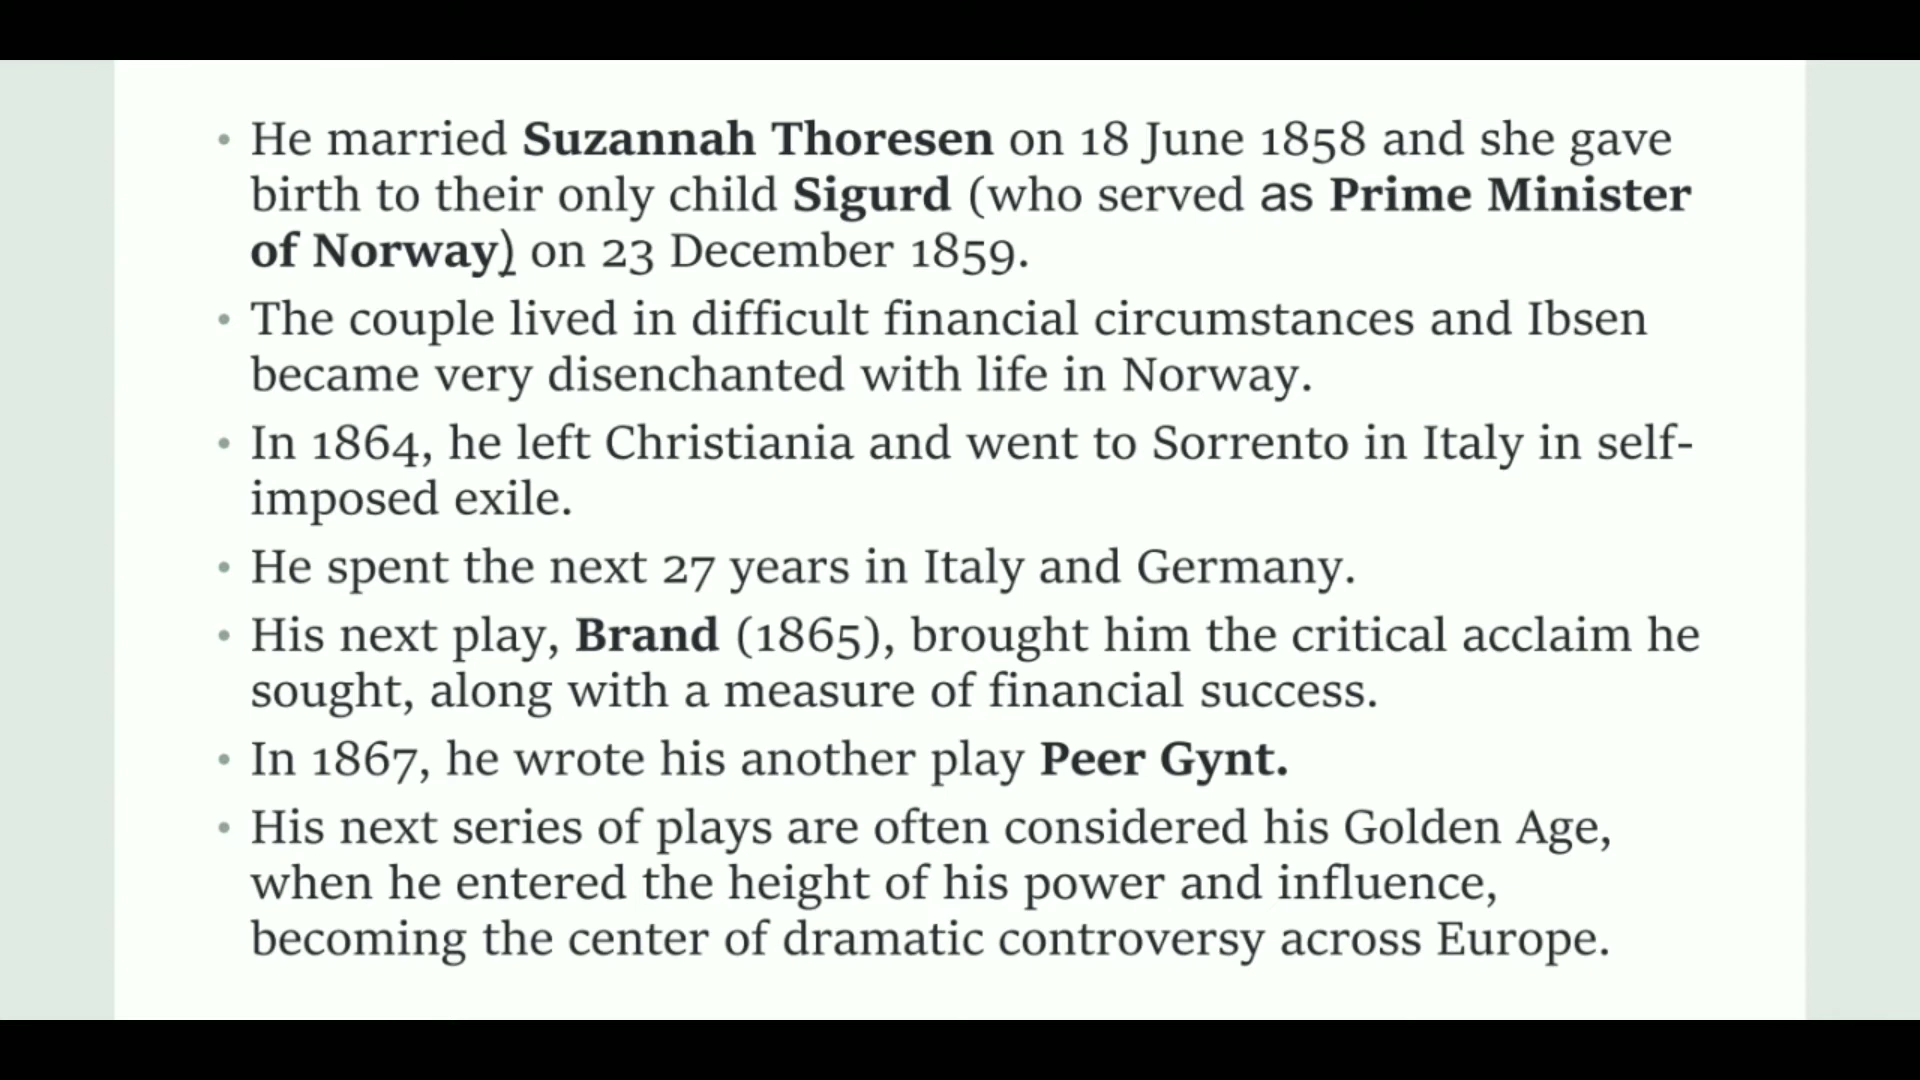 • He married Suzannah Thoresen on 18 June 1858 and she gave
birth to their only child Sigurd (who served as Prime Minister
of Norway) on 23 December 1859.
• The couple lived in difficult financial circumstances and Ibsen
became very disenchanted with life in Norway.
• In 1864, he left Christiania and went to Sorrento in Italy in self-
imposed exile.
• He spent the next 27 years in Italy and Germany.
• His next play, Brand (1865), brought him the critical acclaim he
sought, along with a measure of financial success.
• In 1867, he wrote his another play Peer Gynt.
• His next series of plays are often considered his Golden Age,
when he entered the height of his power and influence,
becoming the center of dramatic controversy across Europe.